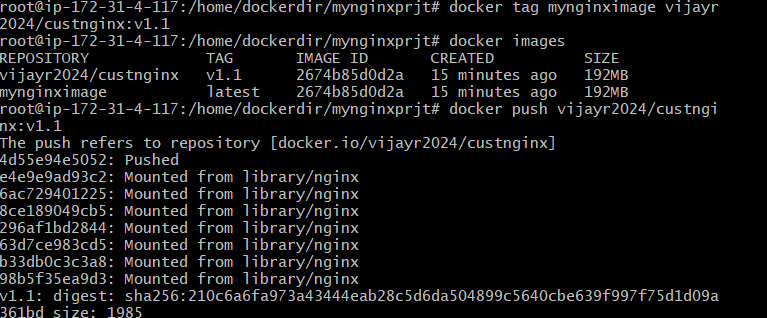 root@ip-172-31-4-117:/home/dockerdir/mynginxprjt# docker tag mynginximage vijayr
2024/custnginx:v1.1
root@ip-172-31-4-117:/home/dockerdir/mynginxprjt# docker images
REPOSITORY TAG IMAGE ID CREATED SIZE
vijayr2024/custnginx v1.1 2674b85d0d2a 15 minutes ago 192MB
mynginximage latest 2674b85d0d2a 15 minutes ago 192MB
root@ip-172-31-4-117:/home/dockerdir/mynginxprjt# docker push vijayr2024/custngi
nx:v1.1
The push refers to repository [docker.io/vijayr2024/custnginx]
4d55e94e5052: Pushed
e4e9e9ad93c2: Mounted from library/nginx
6ac729401225: Mounted from library/nginx
8ce189049cb5: Mounted from library/nginx
296af1bd2844: Mounted from library/nginx
63d7ce983cd5: Mounted from library/nginx
b33db0c3c3a8: Mounted from library/nginx
98b5f35ea9d3: Mounted from library/nginx
v1.1: digest: sha256:210c6a6fa973a43444eab28c5d6da504899c5640cbe639f997f75d1d09a
361bd size: 1985